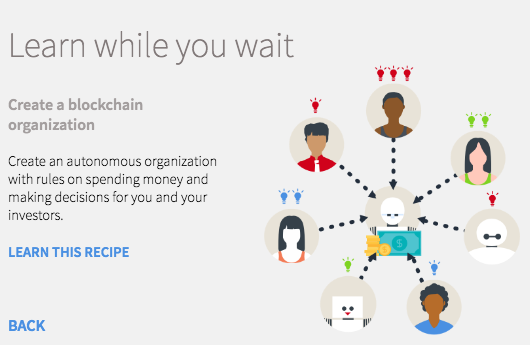 Learn while you wait
Create a blockchain
organization
Create an autonomous organization
with rules on spending money and
making decisions for you and your
investors.
LEARN THIS RECIPE
BACK
$